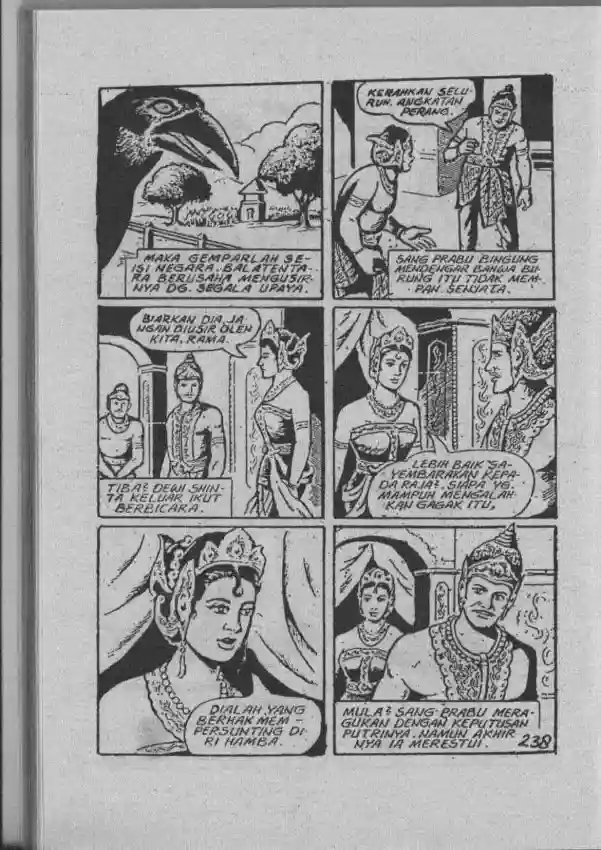 MAKA GEMPARLAH SE-
ISI NEGARA. BALATENTA-
RA BERUSAHA MENGUSIR-
NYA DG. SEGALA UPAYA.
KERAHKAN SELU-
RUH. ANGKATAN
PERANG.
SANG PRABU BINGUNG
MENDENGAR BAHWA BU-
RUNG ITU TIDAK MEM-
PAN SENJATA.
BIARKAN DIA, JA
NGAN DIUSIR OLEH
KITA, RAMA.
TIBA² DEWI SHIN-
TA KELUAR IKUT
BERBICARA.
LEBIH BAIK SA-
YEMBARAKAN KEPA-
DA RAJA². SIAPA YG.
MAMPUH MENGALAH
KAN GAGAK ITU,
DIALAH YANG
BERHAK MEM-
PERSUNTING DI-
RI HAMBA.
MULA² SANG PRABU MERA-
GUKAN DENGAN KEPUTUSAN
PUTRINYA. NAMUN AKHIR
NYA IA MERESTUI.
238